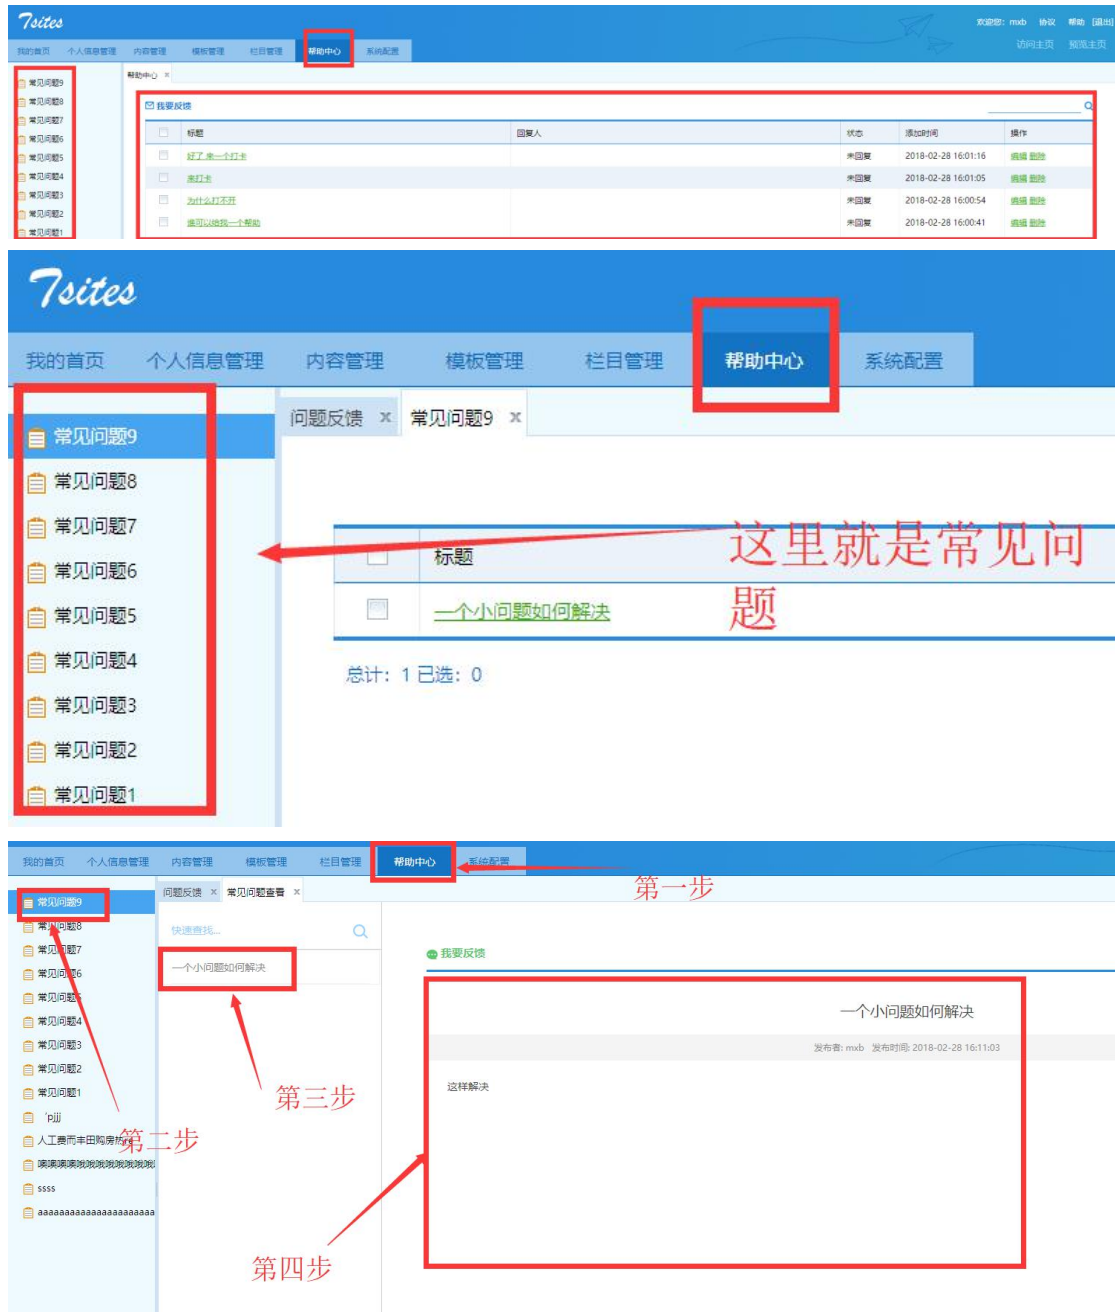 Tsites
欢迎您: mxb 协议 帮助 [退出]
我的首页 个人信息管理 内容管理 模板管理 栏目管理 帮助中心 系统配置 访问主页 预览主页
帮助中心 ×
常见问题9
常见问题8
常见问题7
常见问题6
常见问题5
常见问题4
常见问题3
常见问题2
常见问题1
我要反馈
标题 回复人 状态 添加时间 操作
好了 来一个打卡 未回复 2018-02-28 16:01:16 编辑 删除
来打卡 未回复 2018-02-28 16:01:05 编辑 删除
为什么打不开 未回复 2018-02-28 16:00:54 编辑 删除
谁可以给我一个帮助 未回复 2018-02-28 16:00:41 编辑 删除
Tsites
我的首页 个人信息管理 内容管理 模板管理 栏目管理 帮助中心 系统配置
问题反馈 × 常见问题9 ×
常见问题9
常见问题8
常见问题7
常见问题6
常见问题5
常见问题4
常见问题3
常见问题2
常见问题1
标题
一个小问题如何解决
总计: 1 已选: 0
这里就是常见问
题
我的首页 个人信息管理 内容管理 模板管理 栏目管理 帮助中心 系统配置
第一步
问题反馈 × 常见问题查看 ×
常见问题9
常见问题8
常见问题7
常见问题6
常见问题5
常见问题4
常见问题3
常见问题2
常见问题1
'pjjj
人工费而丰田购房热
ssss
aaaaaaaaaaaaaaaaaaaaaa
第二步
快速查找...
一个小问题如何解决
第三步
我要反馈
一个小问题如何解决
发布者: mxb 发布时间: 2018-02-28 16:11:03
这样解决
第四步